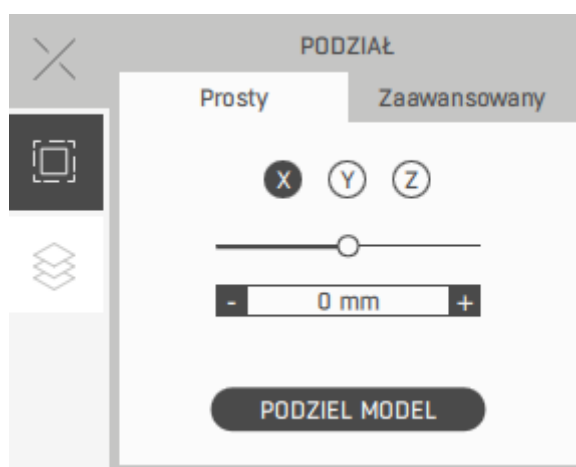 PODZIAŁ
Prosty Zaawansowany
X Y Z
- 0 mm +
PODZIEL MODEL